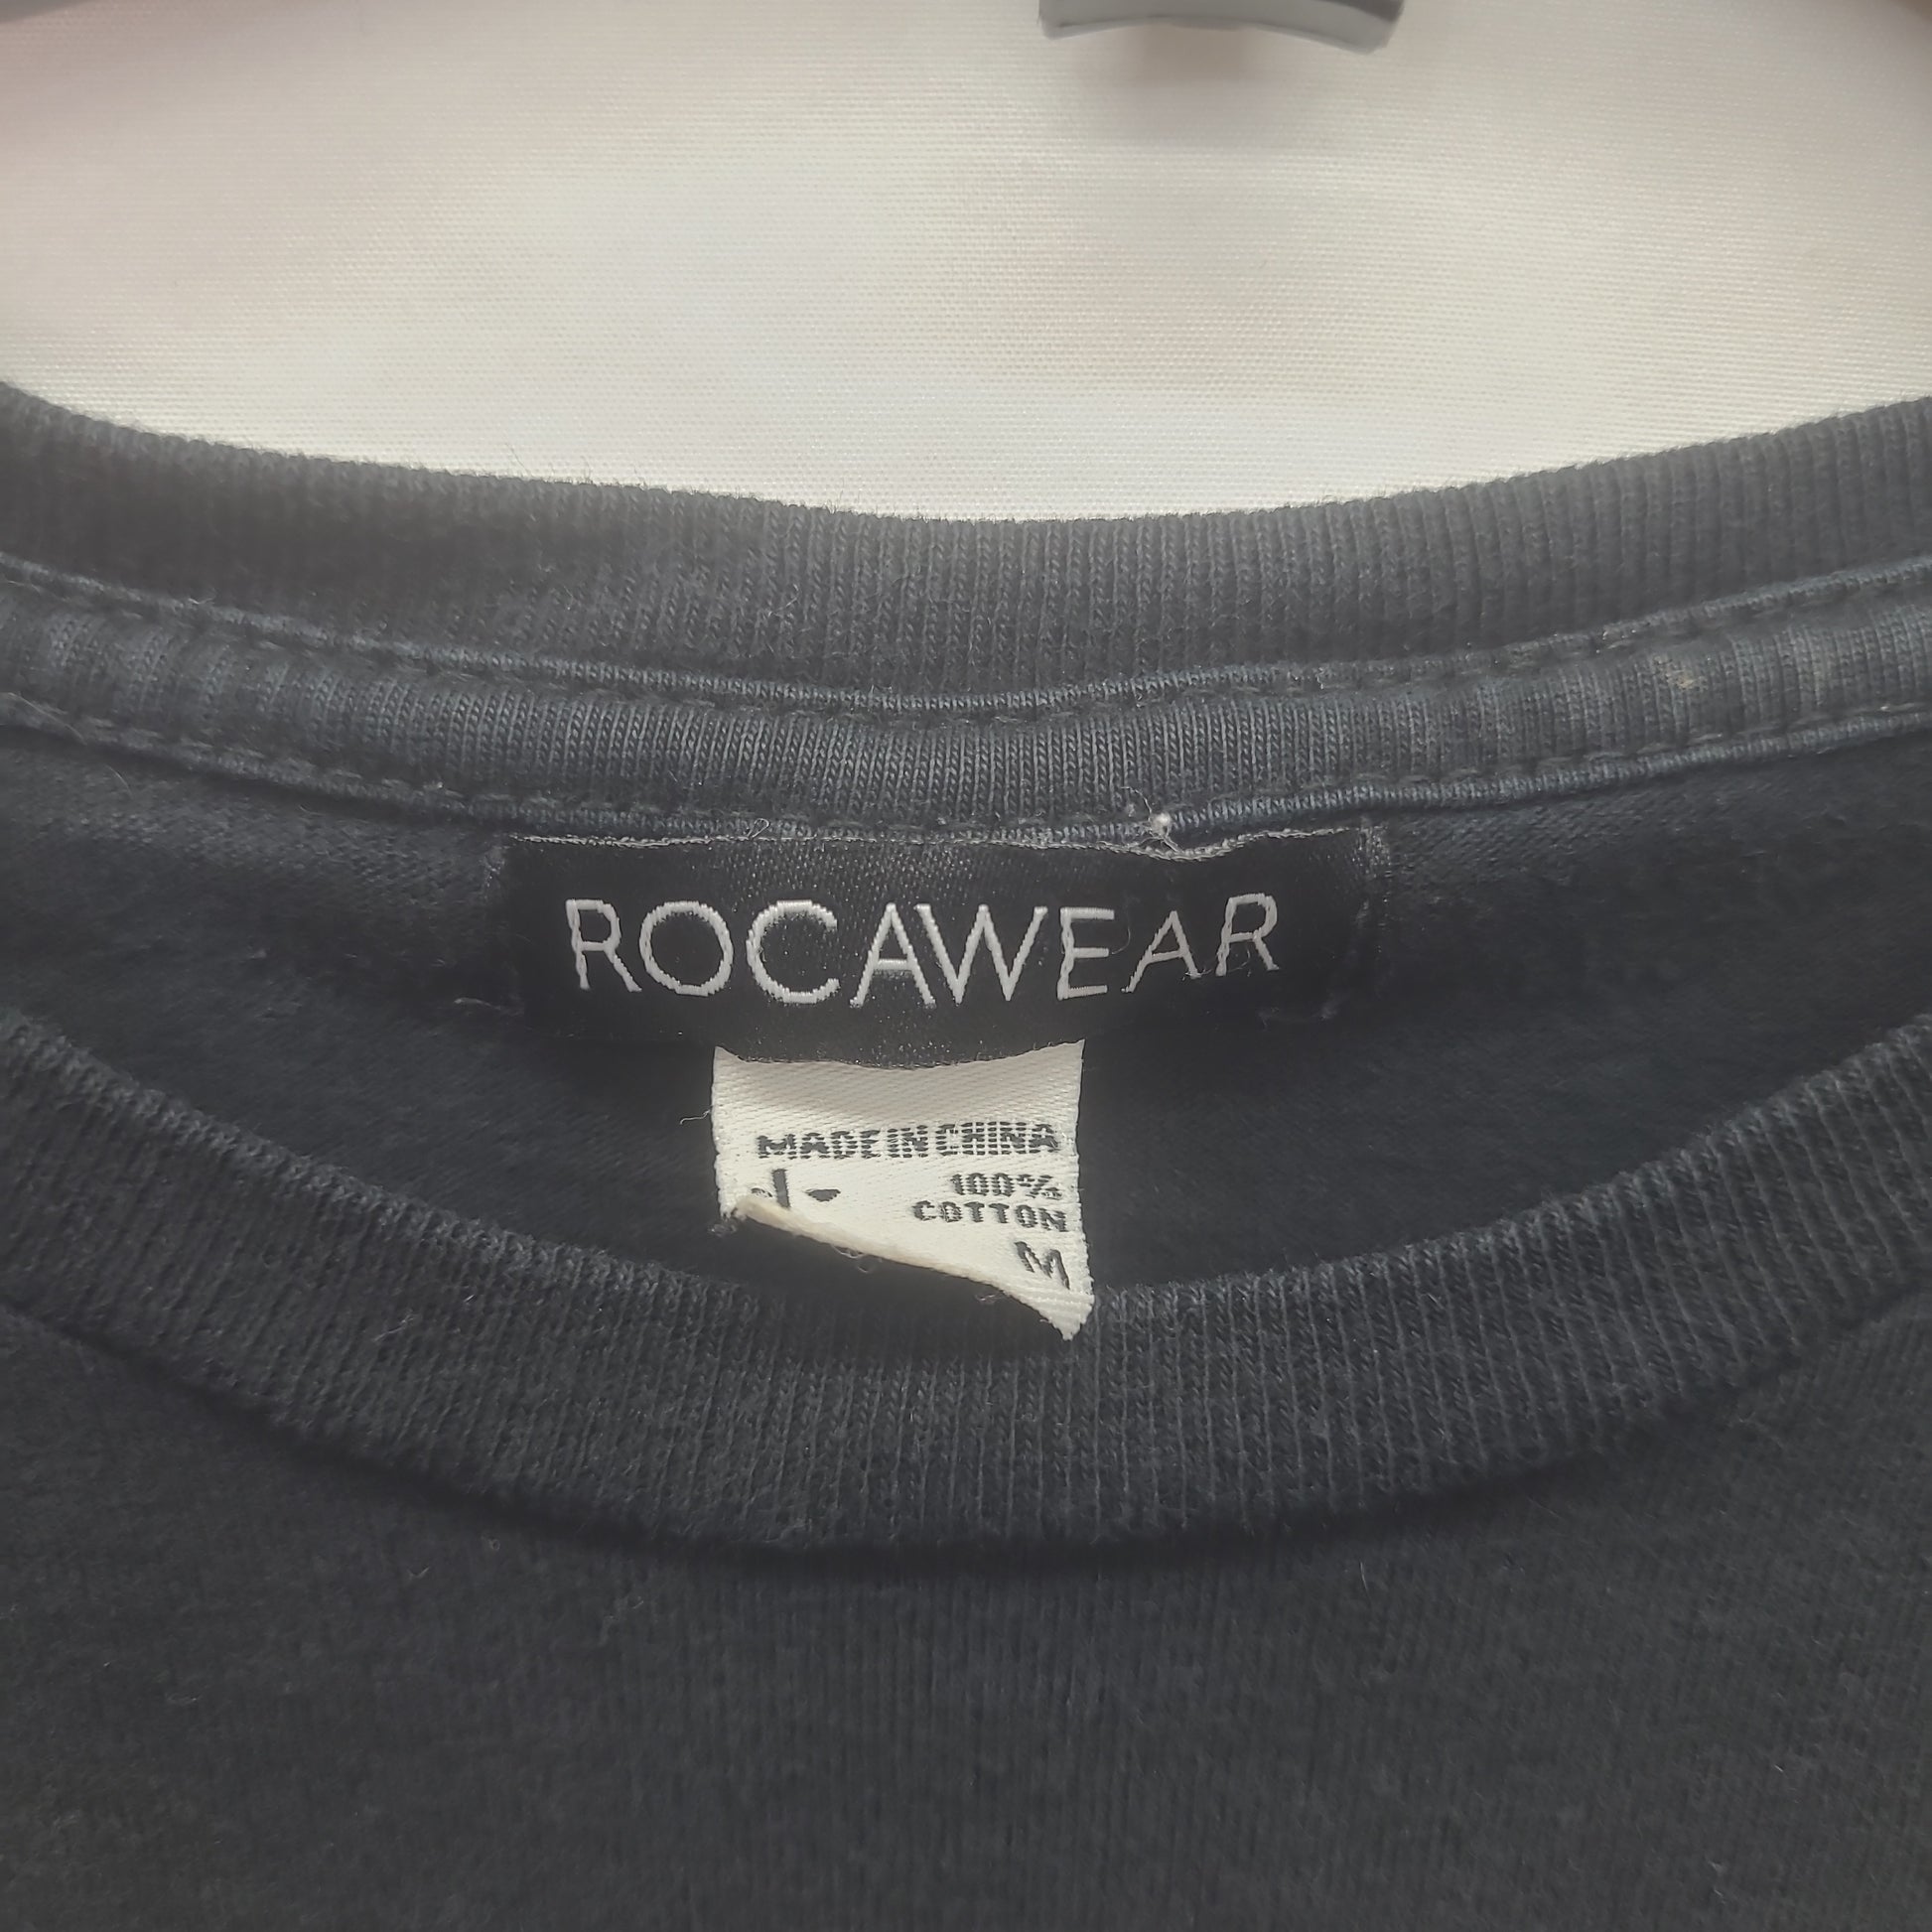 ROCAWEAR
MADE IN CHINA
100%
COTTON
M